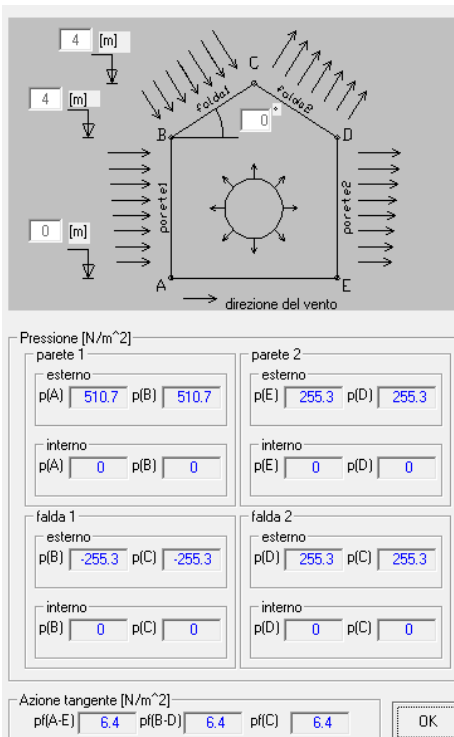 4 [m]
C
4 [m]
falda1
falda2
0 °
B
D
parete1
parete2
0 [m]
A
E
direzione del vento
Pressione [N/m^2]
parete 1
esterno
p(A) 510.7 p(B) 510.7
interno
p(A) 0 p(B) 0
parete 2
esterno
p(E) 255.3 p(D) 255.3
interno
p(E) 0 p(D) 0
falda 1
esterno
p(B) -255.3 p(C) -255.3
interno
p(B) 0 p(C) 0
falda 2
esterno
p(D) 255.3 p(C) 255.3
interno
p(D) 0 p(C) 0
Azione tangente [N/m^2]
pf(A-E) 6.4 pf(B-D) 6.4 pf(C) 6.4
OK